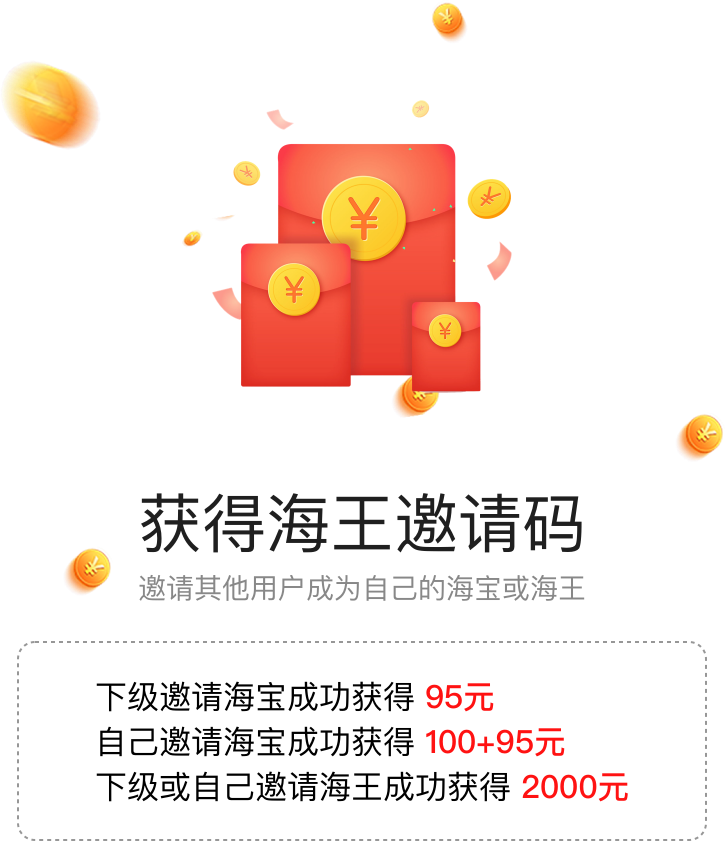 获得海王邀请码
邀请其他用户成为自己的海宝或海王
下级邀请海宝成功获得 95元
自己邀请海宝成功获得 100+95元
下级或自己邀请海王成功获得 2000元